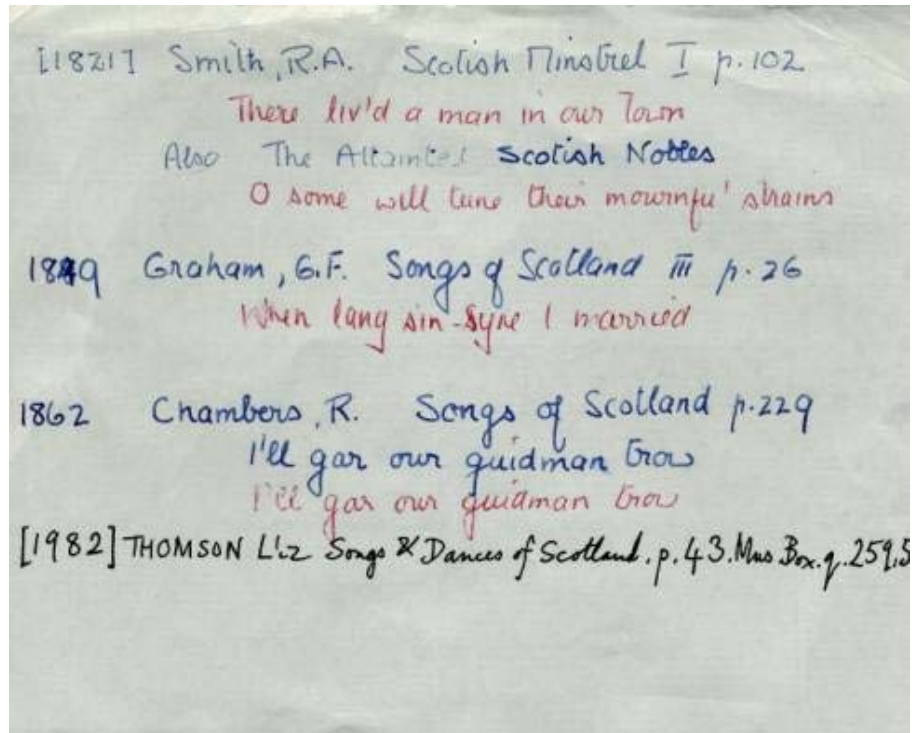 [1821] Smith, R.A. Scotish Minstrel I p.102
There liv'd a man in our Town
Also The Attainted Scotish Nobles
O some will tune their mournfu' strains
1849 Graham, G.F. Songs of Scotland III p.26
When lang sin-syne I married
1862 Chambers, R. Songs of Scotland p.229
I'll gar our guidman trow
I'll gar our guidman trow
[1982] THOMSON Liz Songs & Dances of Scotland. p.43. Mus.Box.q.259.5